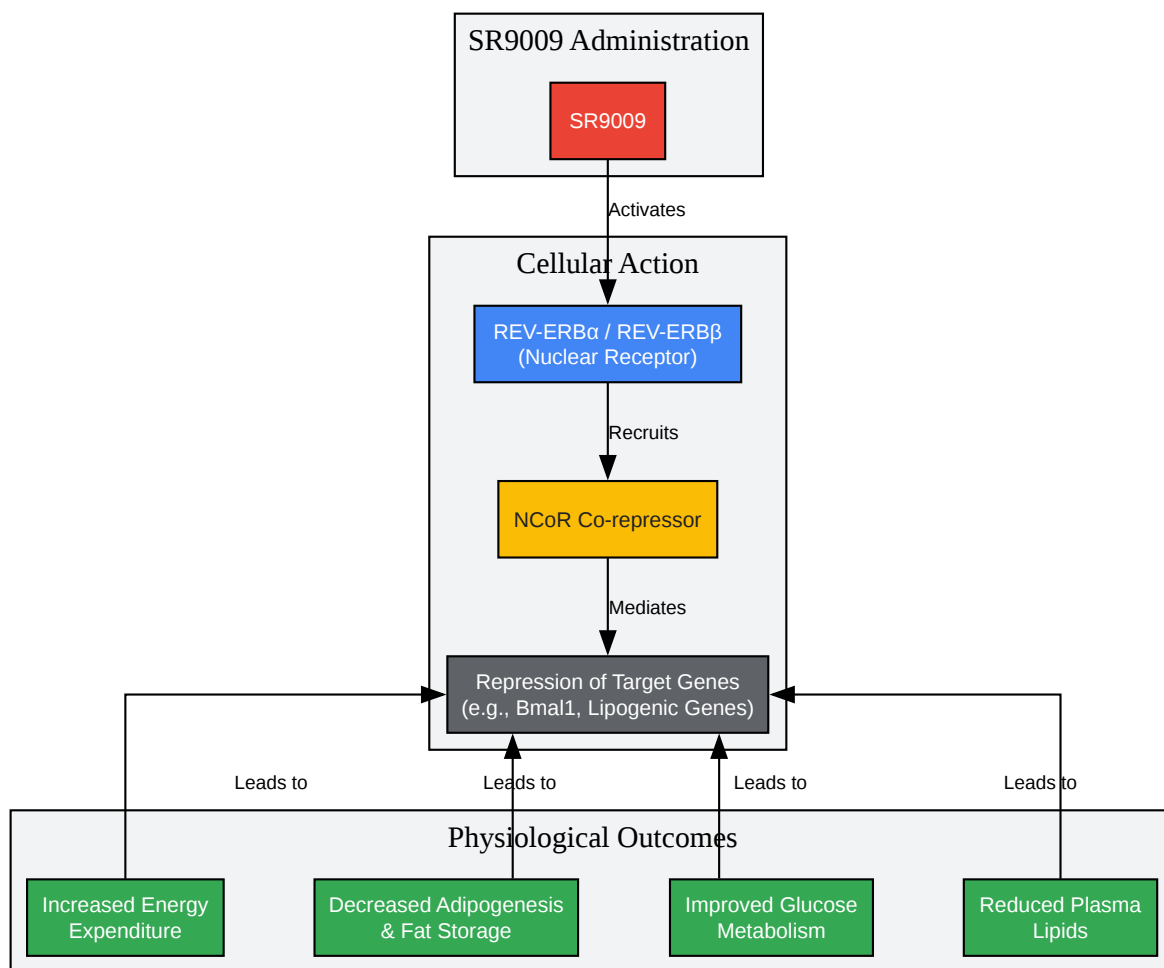 SR9009 Administration
SR9009
Activates
Cellular Action
REV-ERBα / REV-ERBβ
(Nuclear Receptor)
Recruits
NCoR Co-repressor
Mediates
Repression of Target Genes
(e.g., Bmal1, Lipogenic Genes)
Leads to
Leads to
Leads to
Leads to
Physiological Outcomes
Increased Energy
Expenditure
Decreased Adipogenesis
& Fat Storage
Improved Glucose
Metabolism
Reduced Plasma
Lipids